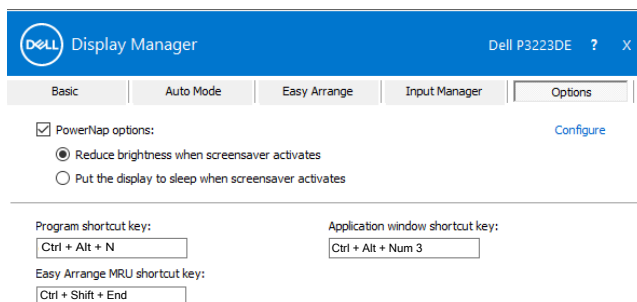 DELL Display Manager Dell P3223DE ? X
Basic Auto Mode Easy Arrange Input Manager Options
PowerNap options: Configure
Reduce brightness when screensaver activates
Put the display to sleep when screensaver activates
Program shortcut key: Application window shortcut key:
Ctrl + Alt + N Ctrl + Alt + Num 3
Easy Arrange MRU shortcut key:
Ctrl + Shift + End